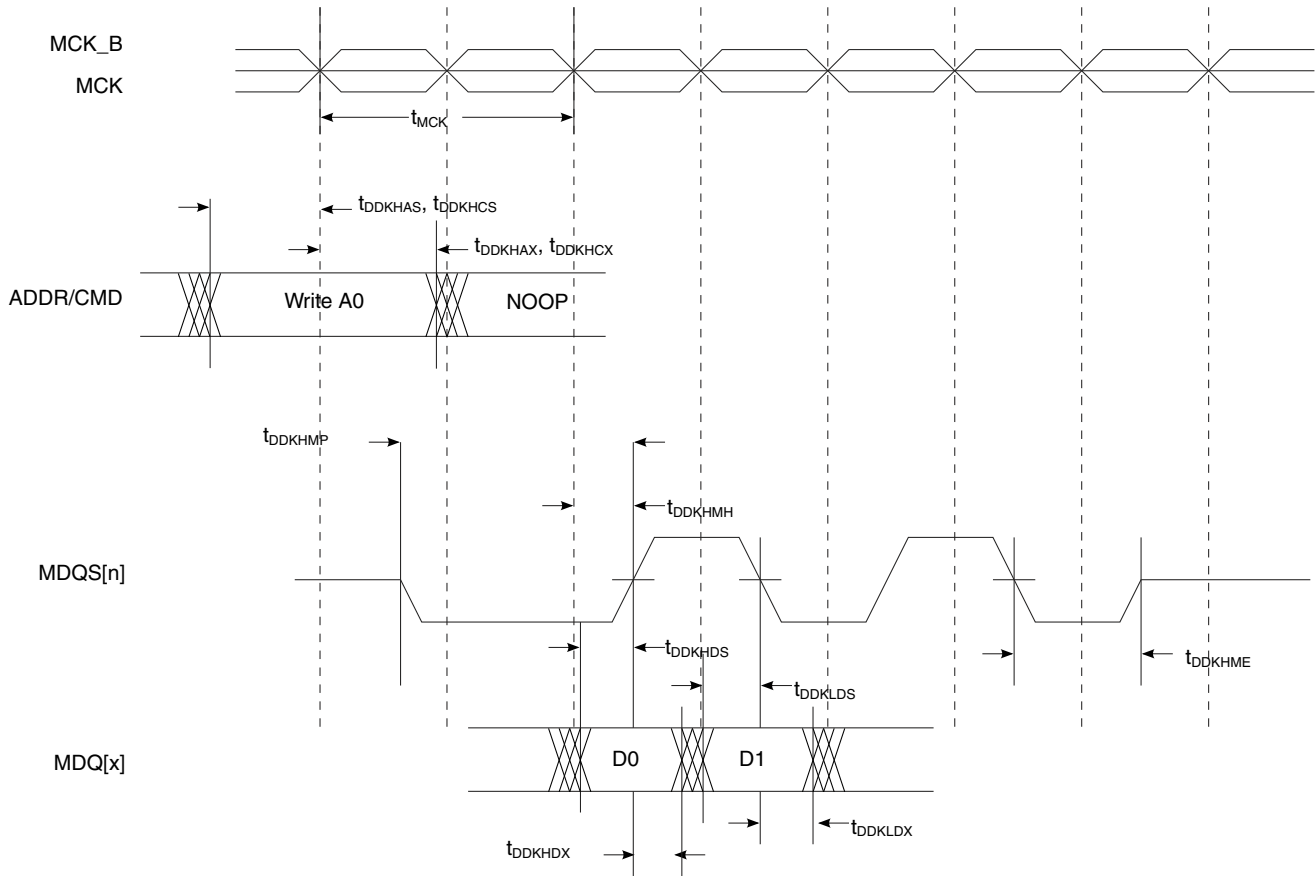 MCK_B
MCK
tMCK
tDDKHAS, tDDKHCS
tDDKHAX, tDDKHCX
ADDR/CMD
Write A0
NOOP
tDDKHMP
tDDKHMH
MDQS[n]
tDDKHDS
tDDKHME
tDDKLDS
MDQ[x]
D0
D1
tDDKLDX
tDDKHDX